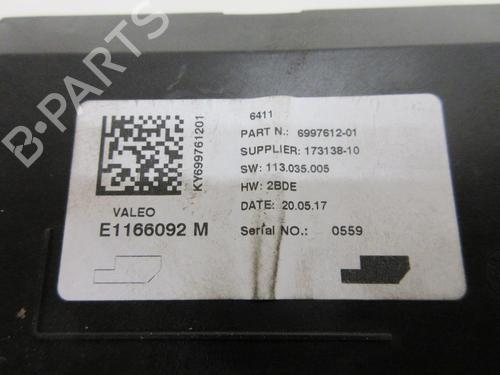 6411
PART N.: 6997612-01
SUPPLIER: 173138-10
SW: 113.035.005
HW: 2BDE
DATE: 20.05.17
Serial NO.: 0559
KY699761201
VALEO
E1166092 M
B-PARTS